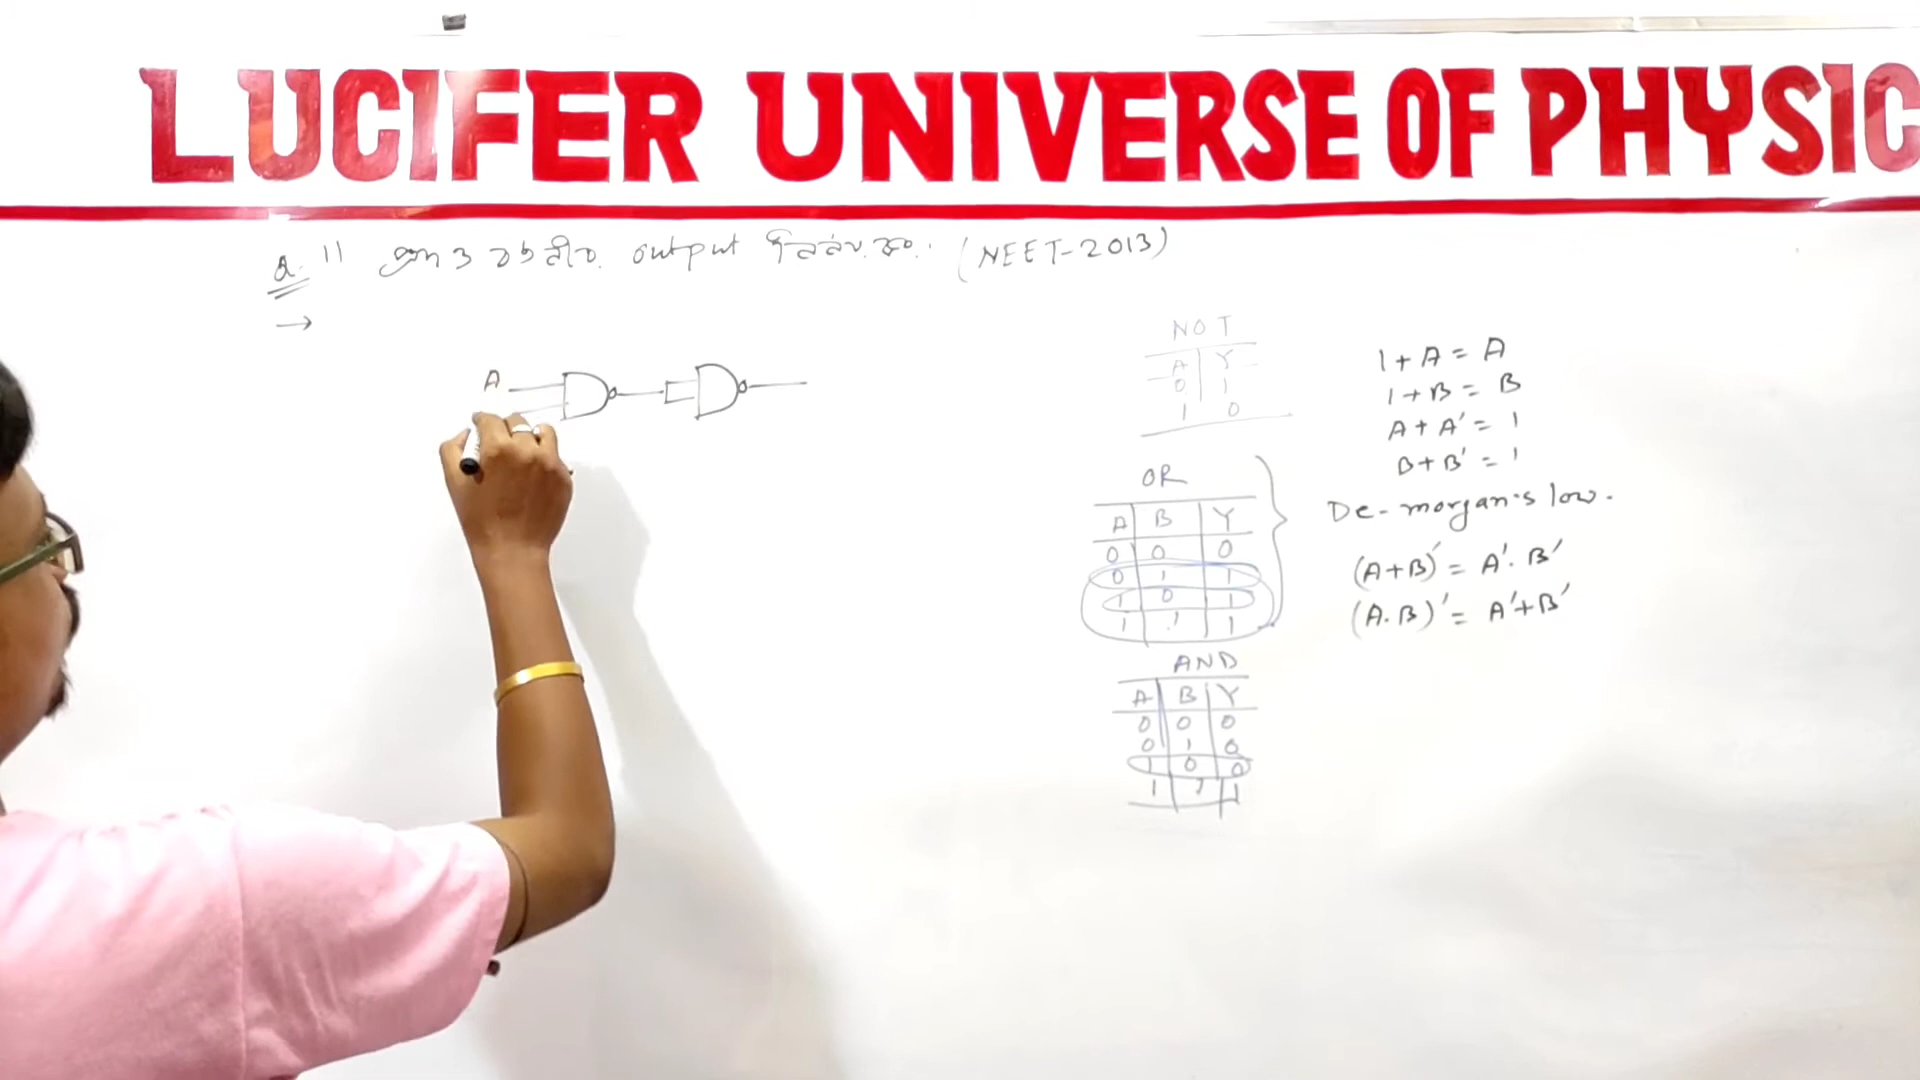 LUCIFER UNIVERSE OF PHYSIC
Q. 11 output (NEET-2013)
→
A
NOT
A Y
0 1
1 0
OR
A B Y
0 0 0
0 1 1
1 0 1
1 1 1
AND
A B Y
0 0 0
0 1 0
1 0 0
1 1 1
1 + A = A
1 + B = B
A + A' = 1
B + B' = 1
De-morgan's low.
(A+B)' = A'. B'
(A.B)' = A'+B'